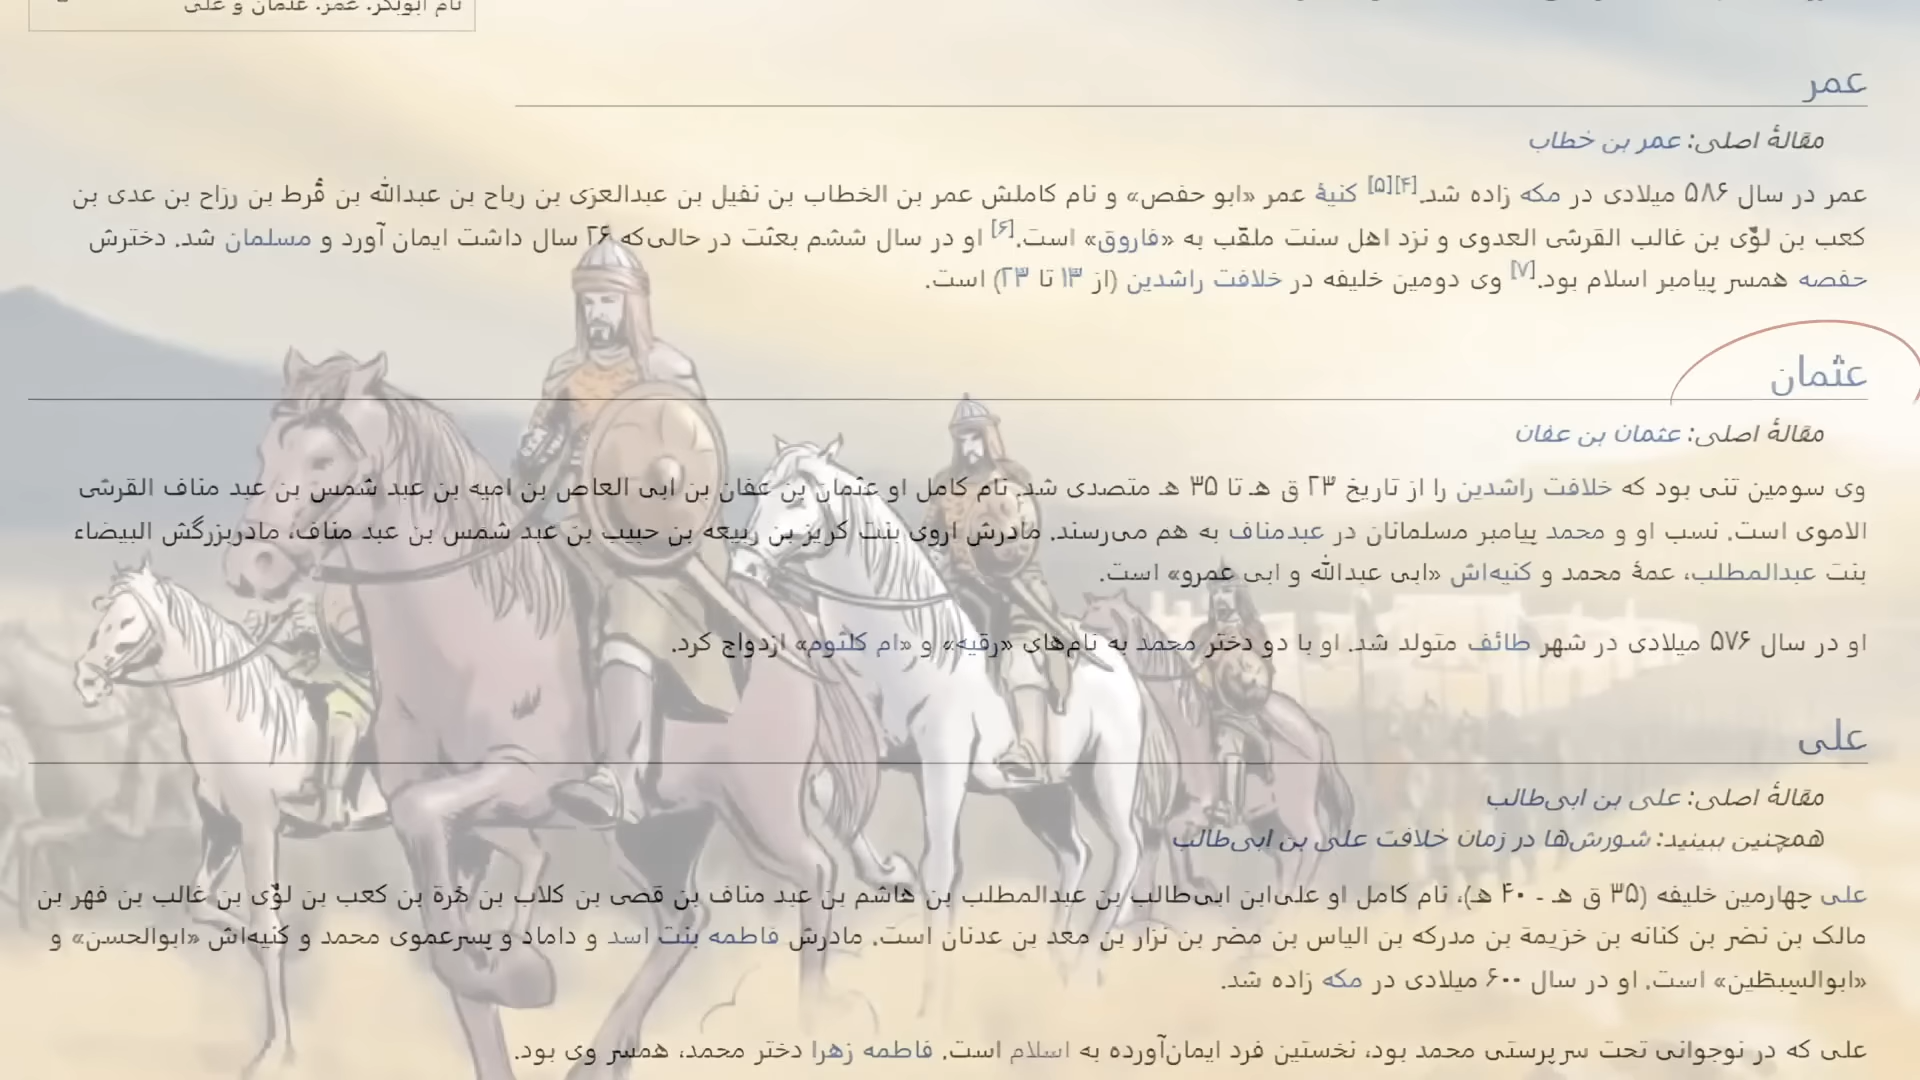 نام ابوبکر، عمر، عثمان و علی
عمر
مقالهٔ اصلی: عمر بن خطاب
عمر در سال ۵۸۶ میلادی در مکه زاده شد.[۴][۵] کنیهٔ عمر «ابو حفص» و نام کاملش عمر بن الخطاب بن نفیل بن عبدالعزی بن ریاح بن عبدالله بن قُرط بن رزاح بن عدی بن
کعب بن لؤی بن غالب القرشی العدوی و نزد اهل سنت ملقّب به «فاروق» است.[۶] او در سال ششم بعثت در حالی‌که ۲۶ سال داشت ایمان آورد و مسلمان شد. دخترش
حفصه همسر پیامبر اسلام بود.[۷] وی دومین خلیفه در خلافت راشدین (از ۱۳ تا ۲۳) است.
عثمان
مقالهٔ اصلی: عثمان بن عفان
وی سومین تنی بود که خلافت راشدین را از تاریخ ۲۳ ق هـ تا ۳۵ هـ متصدی شد. نام کامل او عثمان بن عفان بن ابی العاص بن امیه بن عبد شمس بن عبد مناف القرشی
الاموی است. نسب او و محمد پیامبر مسلمانان در عبدمناف به هم می‌رسند. مادرش اروی بنت کریز بن ربیعه بن حبیب بن عبد شمس بن عبد مناف، مادربزرگش البیضاء
بنت عبدالمطلب، عمهٔ محمد و کنیه‌اش «ابی عبدالله و ابی عمرو» است.
او در سال ۵۷۶ میلادی در شهر طائف متولد شد. او با دو دختر محمد به نام‌های «رقیه» و «ام کلثوم» ازدواج کرد.
علی
مقالهٔ اصلی: علی بن ابی‌طالب
همچنین ببینید: شورش‌ها در زمان خلافت علی بن ابی‌طالب
علی چهارمین خلیفه (۳۵ ق هـ - ۴۰ هـ)، نام کامل او علی‌ابن ابی‌طالب بن عبدالمطلب بن هاشم بن عبد مناف بن قصی بن کلاب بن مُرة بن کعب بن لؤی بن غالب بن فهر بن
مالک بن نضر بن کنانه بن خزیمة بن مدرکه بن الیاس بن مضر بن نزار بن معد بن عدنان است. مادرش فاطمه بنت اسد و داماد و پسرعموی محمد و کنیه‌اش «ابوالحسن» و
«ابوالسبطین» است. او در سال ۶۰۰ میلادی در مکه زاده شد.
علی که در نوجوانی تحت سرپرستی محمد بود، نخستین فرد ایمان‌آورده به اسلام است. فاطمه زهرا دختر محمد، همسر وی بود.